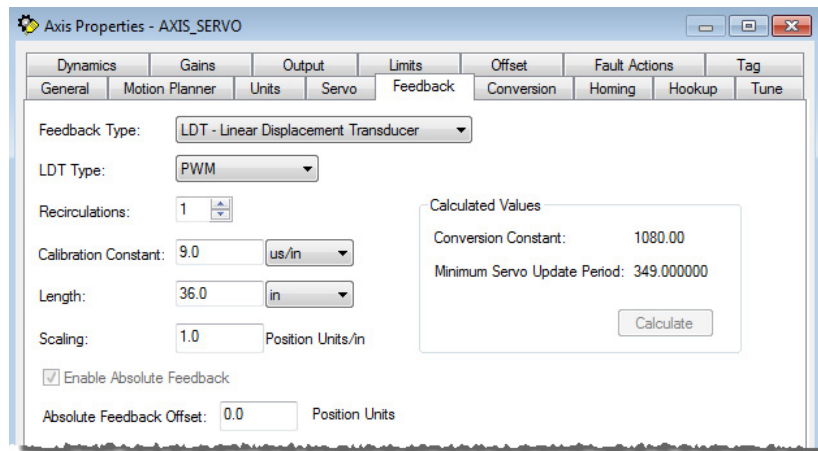 Axis Properties - AXIS_SERVO
Dynamics Gains Output Limits Offset Fault Actions Tag
General Motion Planner Units Servo Feedback Conversion Homing Hookup Tune
Feedback Type: LDT - Linear Displacement Transducer
LDT Type: PWM
Recirculations: 1
Calibration Constant: 9.0 us/in
Length: 36.0 in
Scaling: 1.0 Position Units/in
Calculated Values
Conversion Constant: 1080.00
Minimum Servo Update Period: 349.000000
Calculate
Enable Absolute Feedback
Absolute Feedback Offset: 0.0 Position Units